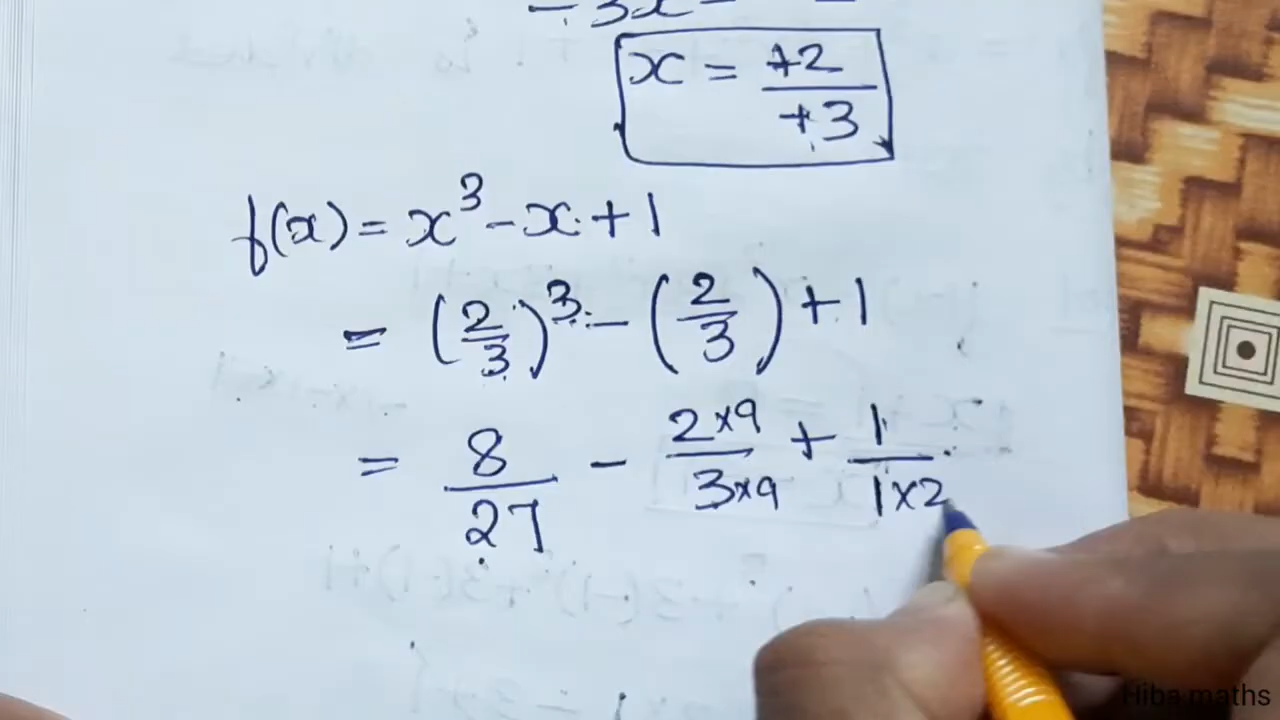 - 3x =
x = +2/+3
f(x) = x³ - x + 1
= (2/3)³ - (2/3) + 1
= 8/27 - 2×9/3×9 + 1/1×2
Hiba maths